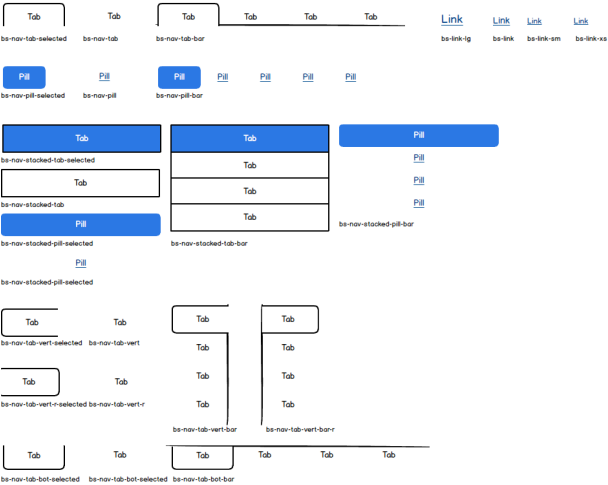 Tab Tab Tab Tab Tab Tab Tab Link Link Link Link
bs-nav-tab-selected bs-nav-tab bs-nav-tab-bar bs-link-lg bs-link bs-link-sm bs-link-xs
Pill Pill Pill Pill Pill Pill Pill
bs-nav-pill-selected bs-nav-pill bs-nav-pill-bar
Tab Tab Pill
bs-nav-stacked-tab-selected Tab Pill
Tab Tab Pill
bs-nav-stacked-tab Tab Pill
Pill bs-nav-stacked-pill-bar
bs-nav-stacked-pill-selected bs-nav-stacked-tab-bar
Pill
bs-nav-stacked-pill-selected
Tab Tab Tab Tab
bs-nav-tab-vert-selected bs-nav-tab-vert Tab Tab
Tab Tab Tab Tab
bs-nav-tab-vert-r-selected bs-nav-tab-vert-r Tab Tab
bs-nav-tab-vert-bar bs-nav-tab-vert-bar-r
Tab Tab Tab Tab Tab Tab
bs-nav-tab-bot-selected bs-nav-tab-bot-selected bs-nav-tab-bot-bar